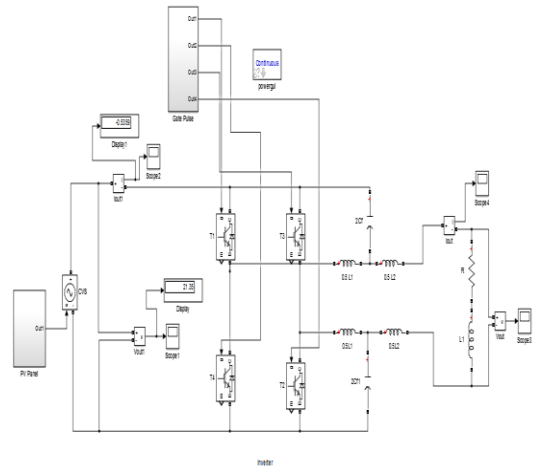 Out1
Out2
Out3
Out4
Gate Pulse
Continuous
powergui
-0.5359
Display1
Scope2
Iout1
Scope4
2Cf
T1
T3
Iout
0.5 L1
0.5 L2
R
CVS
21.35
Display
Out1
PV Panel
Vout1
Scope1
0.5L1
0.5L2
L1
Vout
Scope3
T4
T2
2Cf1
Inverter